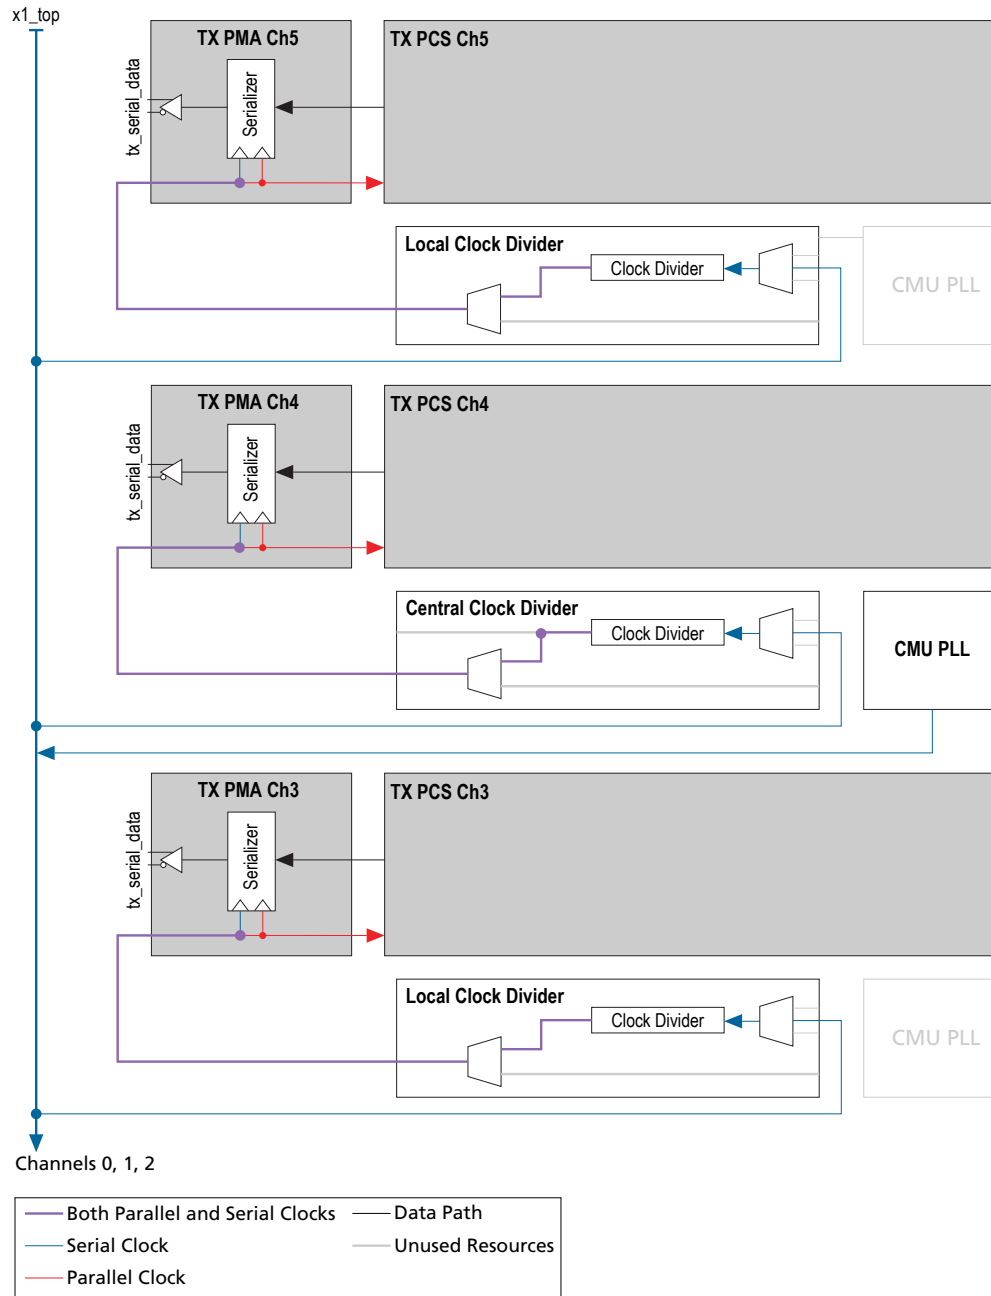 x1_top
TX PMA Ch5
TX PCS Ch5
tx_serial_data
Serializer
Local Clock Divider
Clock Divider
CMU PLL
TX PMA Ch4
TX PCS Ch4
tx_serial_data
Serializer
Central Clock Divider
Clock Divider
CMU PLL
TX PMA Ch3
TX PCS Ch3
tx_serial_data
Serializer
Local Clock Divider
Clock Divider
CMU PLL
Channels 0, 1, 2
Both Parallel and Serial Clocks
Data Path
Serial Clock
Unused Resources
Parallel Clock